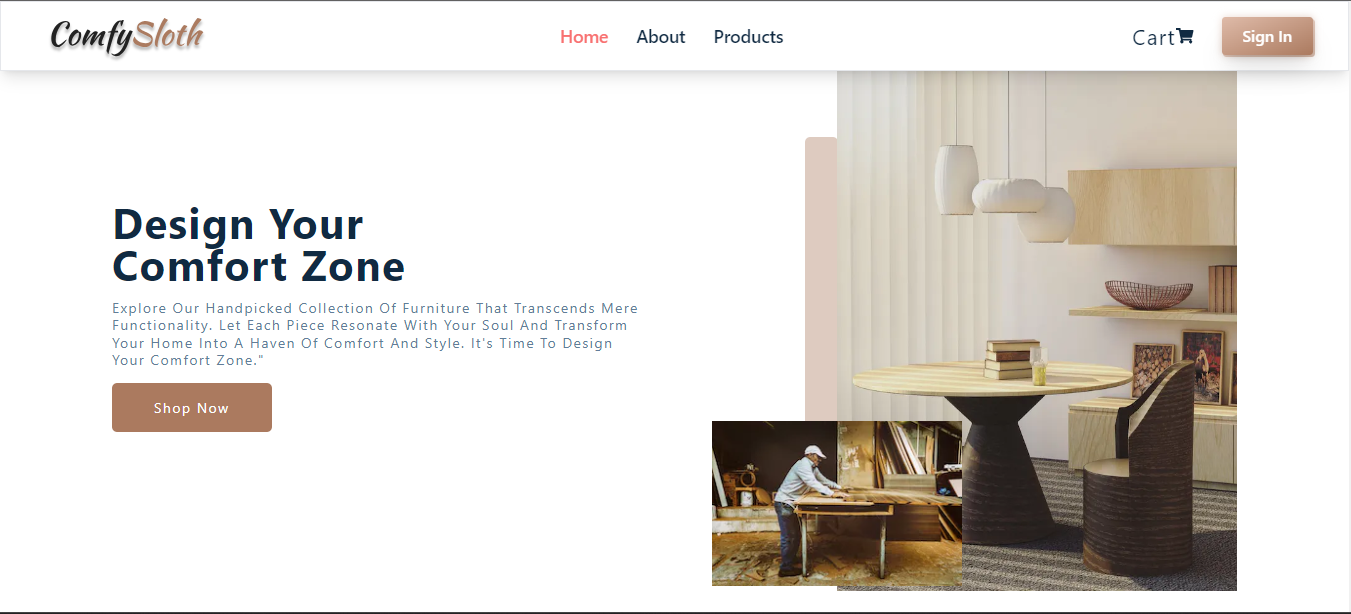 ComfySloth
Home About Products
Cart Sign In
Design Your
Comfort Zone
Explore Our Handpicked Collection Of Furniture That Transcends Mere
Functionality. Let Each Piece Resonate With Your Soul And Transform
Your Home Into A Haven Of Comfort And Style. It's Time To Design
Your Comfort Zone."
Shop Now